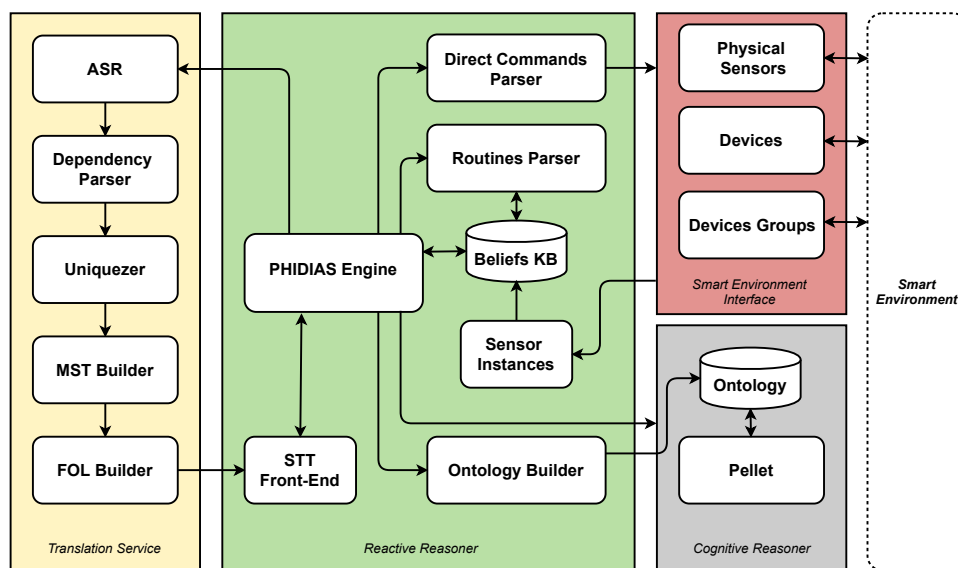 ASR
Dependency
Parser
Uniquezer
MST Builder
FOL Builder
Translation Service
Direct Commands
Parser
Routines Parser
PHIDIAS Engine
Beliefs KB
Sensor
Instances
STT
Front-End
Ontology Builder
Reactive Reasoner
Physical
Sensors
Devices
Devices Groups
Smart Environment
Interface
Ontology
Pellet
Cognitive Reasoner
Smart
Environment